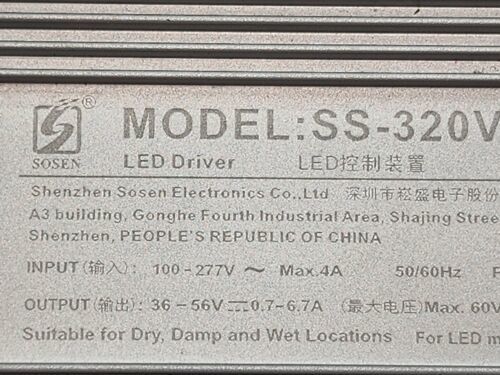 ®
SOSEN
MODEL:SS-320V
LED Driver LED控制装置
Shenzhen Sosen Electronics Co.,Ltd 深圳市崧盛电子股份
A3 building, Gonghe Fourth Industrial Area, Shajing Stree
Shenzhen, PEOPLE'S REPUBLIC OF CHINA
INPUT (输入): 100-277V ~ Max.4A 50/60Hz P
OUTPUT (输出): 36-56V⎓0.7-6.7A (最大电压) Max. 60V
Suitable for Dry, Damp and Wet Locations For LED m